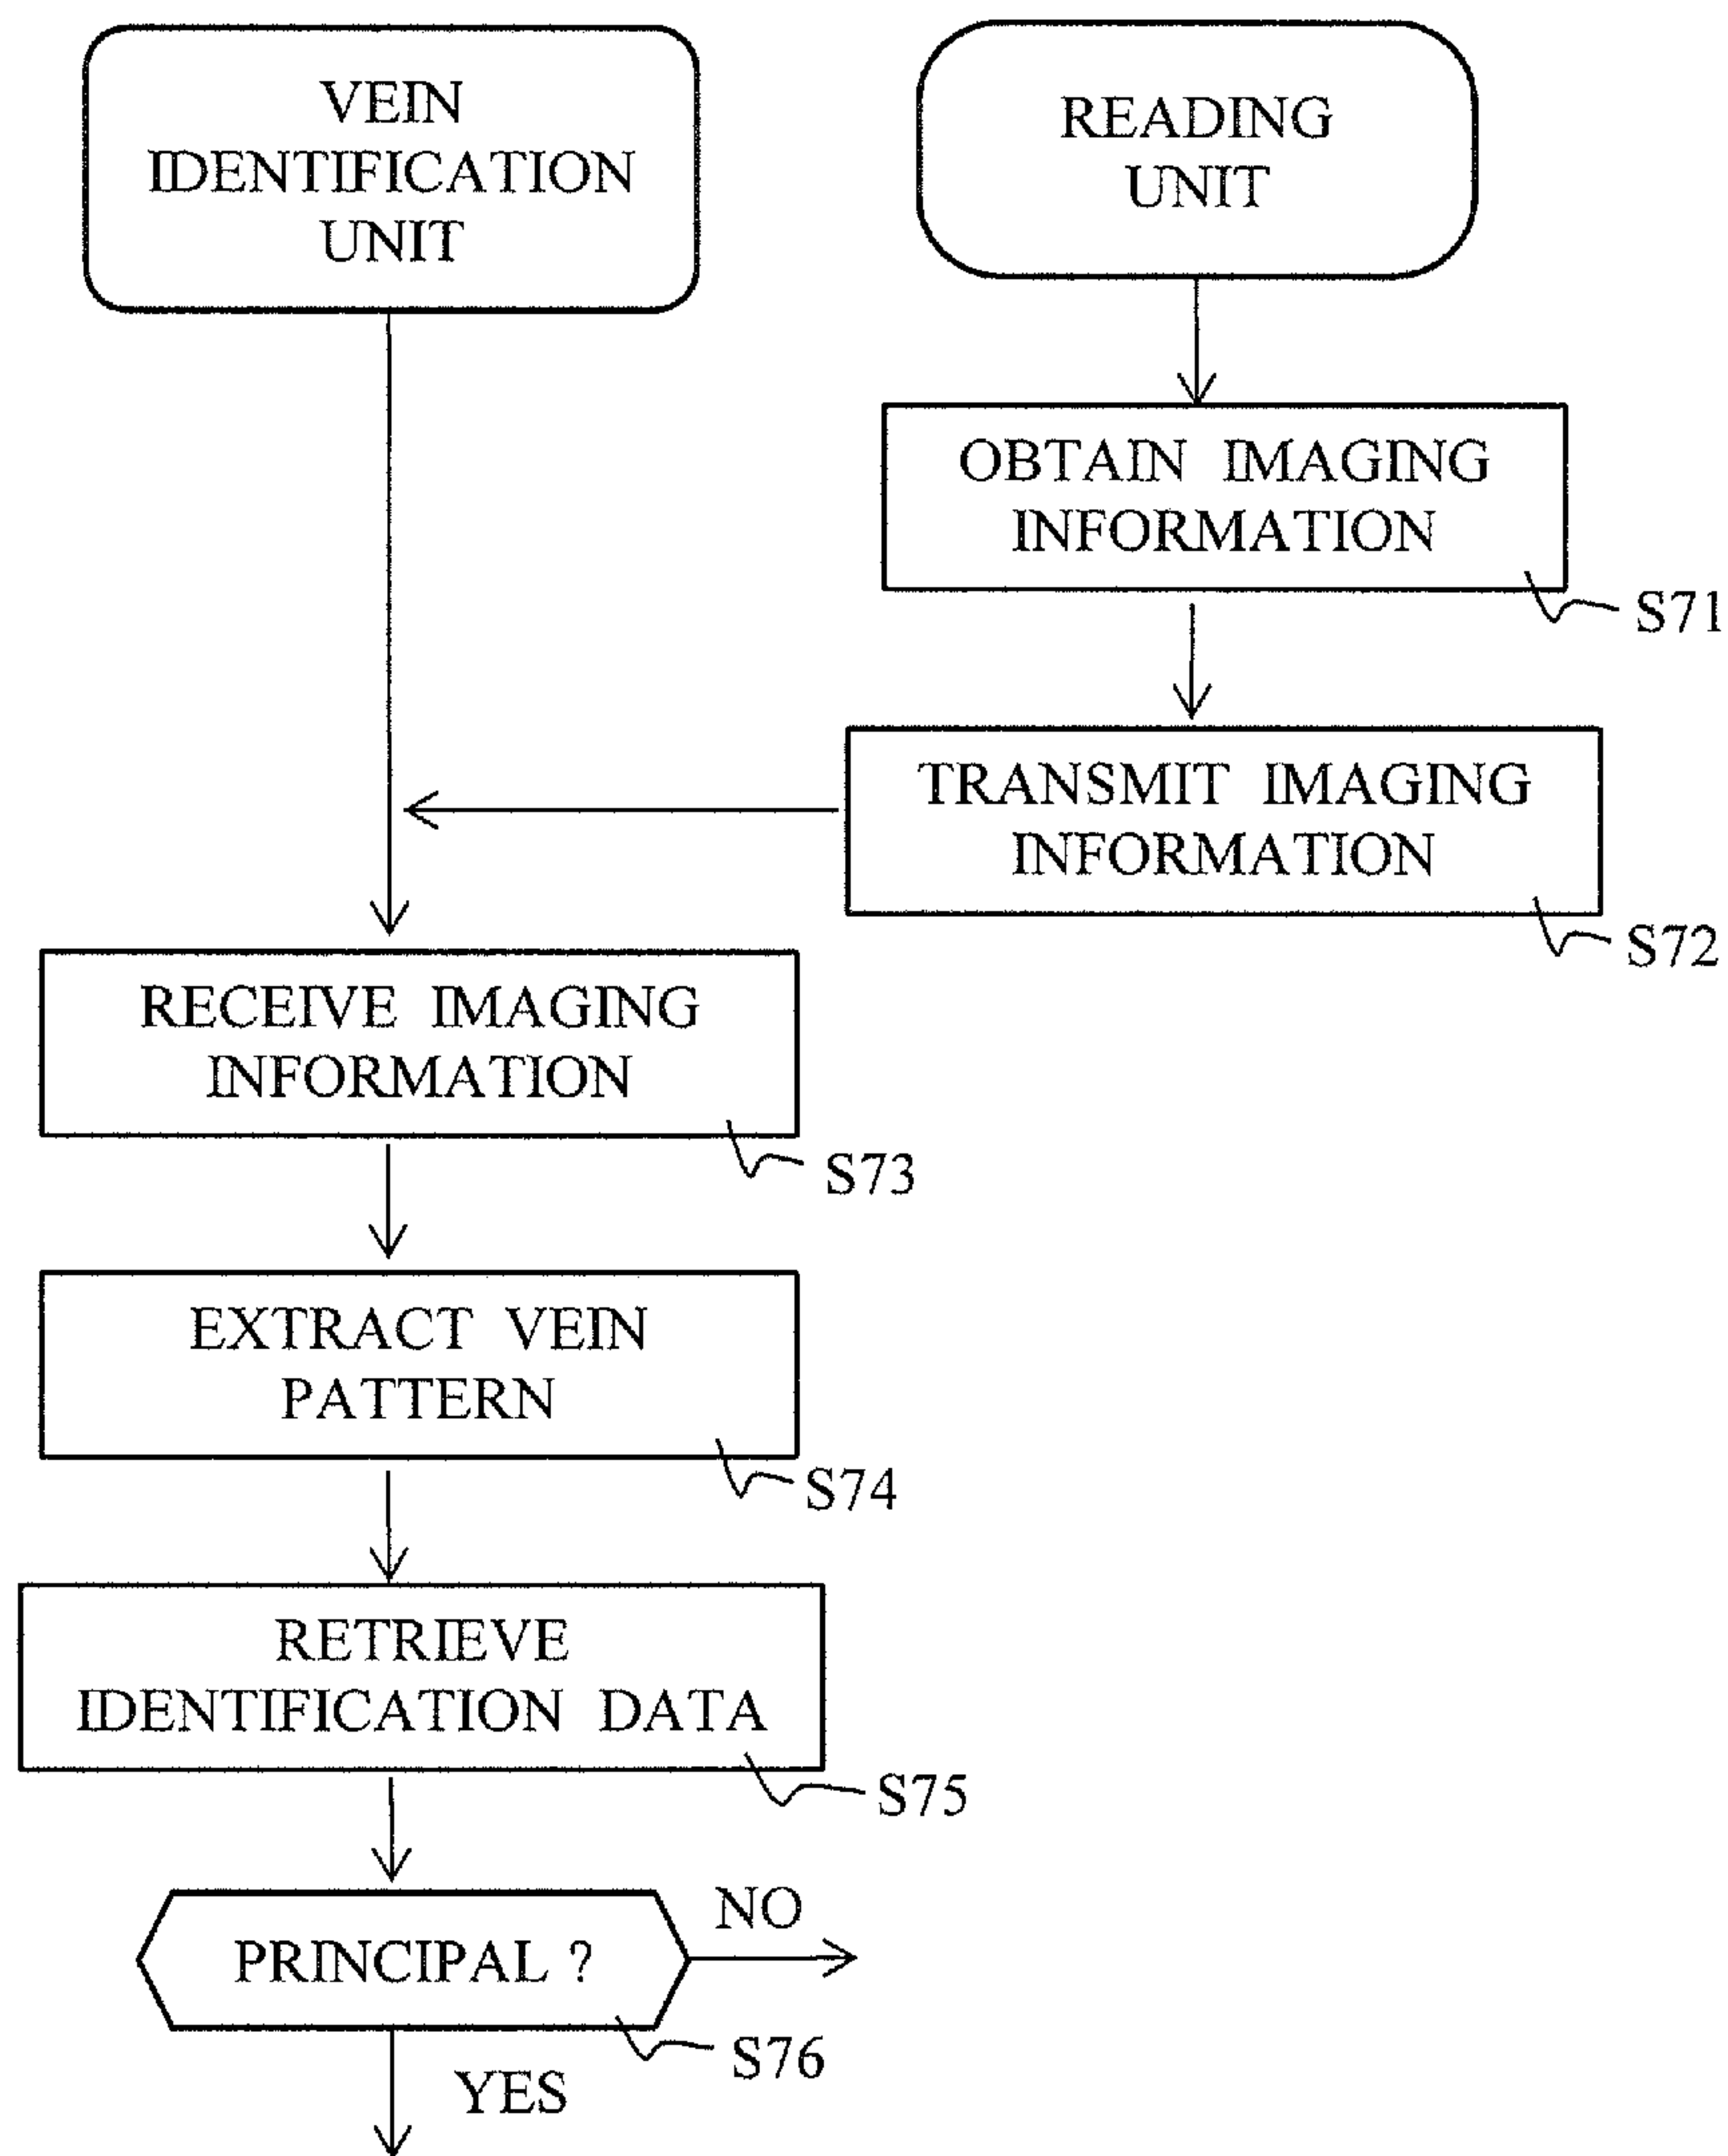 VEIN
IDENTIFICATION
UNIT
READING
UNIT
OBTAIN IMAGING
INFORMATION
S71
TRANSMIT IMAGING
INFORMATION
S72
RECEIVE IMAGING
INFORMATION
S73
EXTRACT VEIN
PATTERN
S74
RETRIEVE
IDENTIFICATION DATA
S75
PRINCIPAL ?
NO
S76
YES